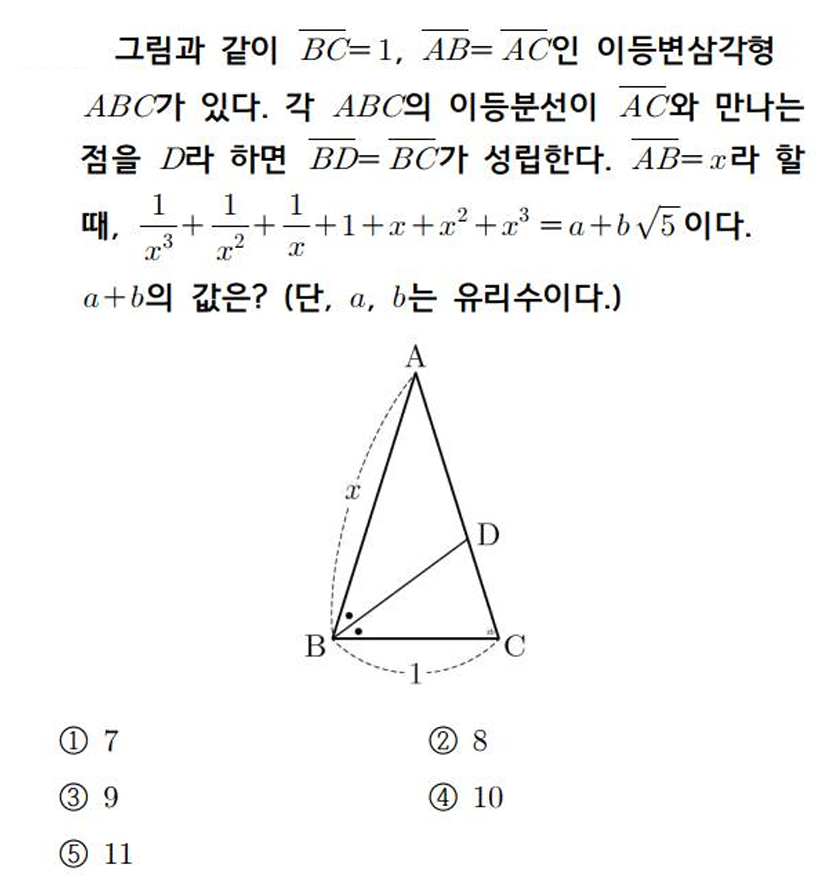 그림과 같이 $\overline{BC}=1$, $\overline{AB}=\overline{AC}$인 이등변삼각형
$ABC$가 있다. 각 $ABC$의 이등분선이 $\overline{AC}$와 만나는
점을 $D$라 하면 $\overline{BD}=\overline{BC}$가 성립한다. $\overline{AB}=x$라 할
때, $\frac{1}{x^3}+\frac{1}{x^2}+\frac{1}{x}+1+x+x^2+x^3=a+b\sqrt{5}$이다.
$a+b$의 값은? (단, $a$, $b$는 유리수이다.)
A
x
D
B
C
1
① 7
② 8
③ 9
④ 10
⑤ 11